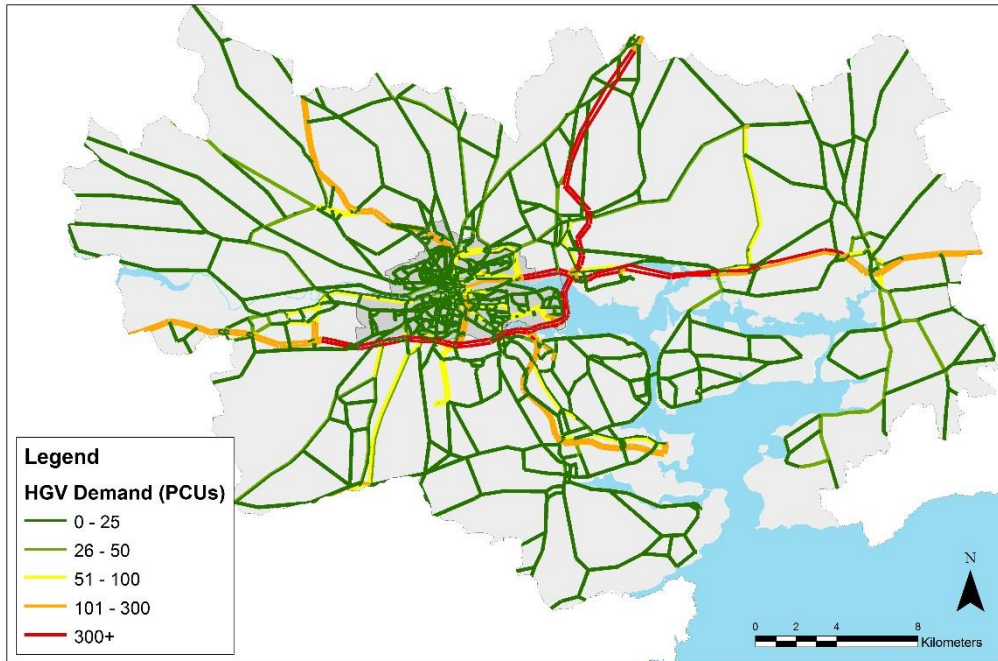 Legend
HGV Demand (PCUs)
0 - 25
26 - 50
51 - 100
101 - 300
300+
N
0 2 4 8
Kilometers